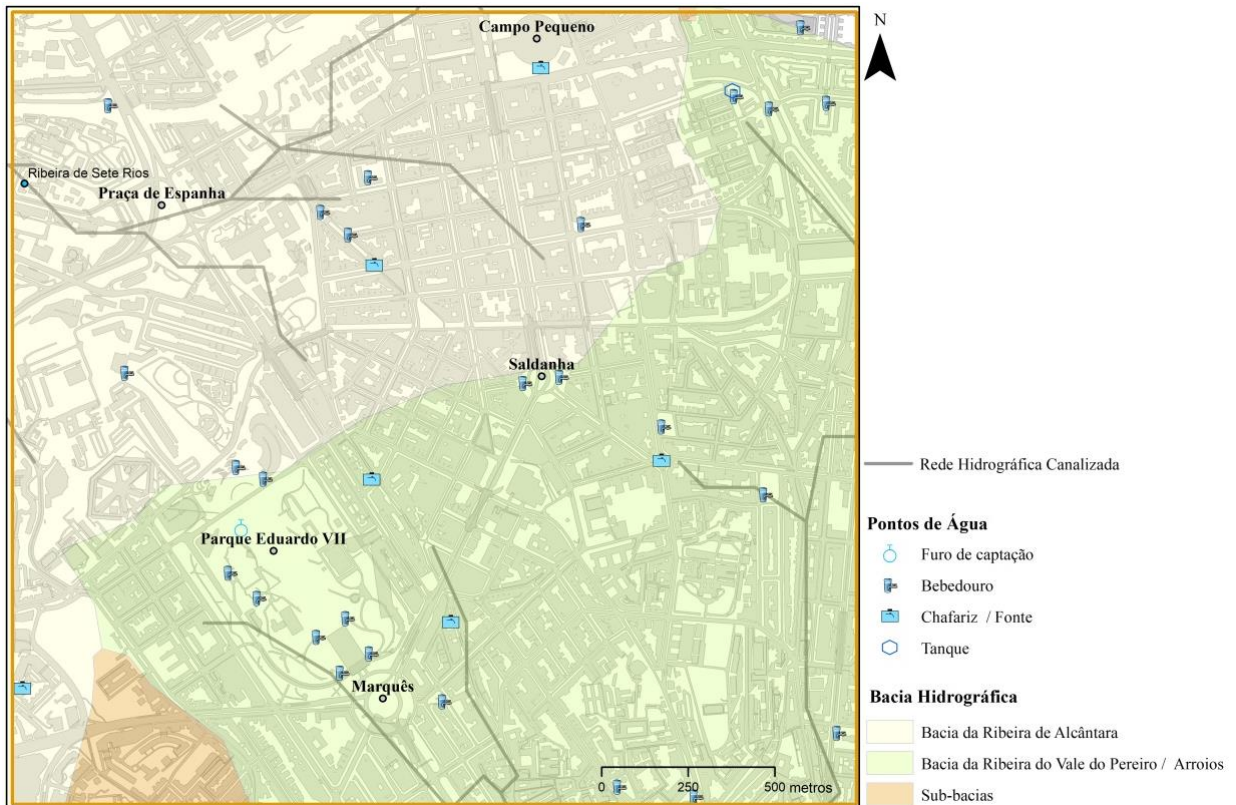 Campo Pequeno
N
Ribeira de Sete Rios
Praça de Espanha
Saldanha
Parque Eduardo VII
Marquês
0 250 500 metros
Rede Hidrográfica Canalizada
Pontos de Água
Furo de captação
Bebedouro
Chafariz / Fonte
Tanque
Bacia Hidrográfica
Bacia da Ribeira de Alcântara
Bacia da Ribeira do Vale do Pereiro / Arroios
Sub-bacias